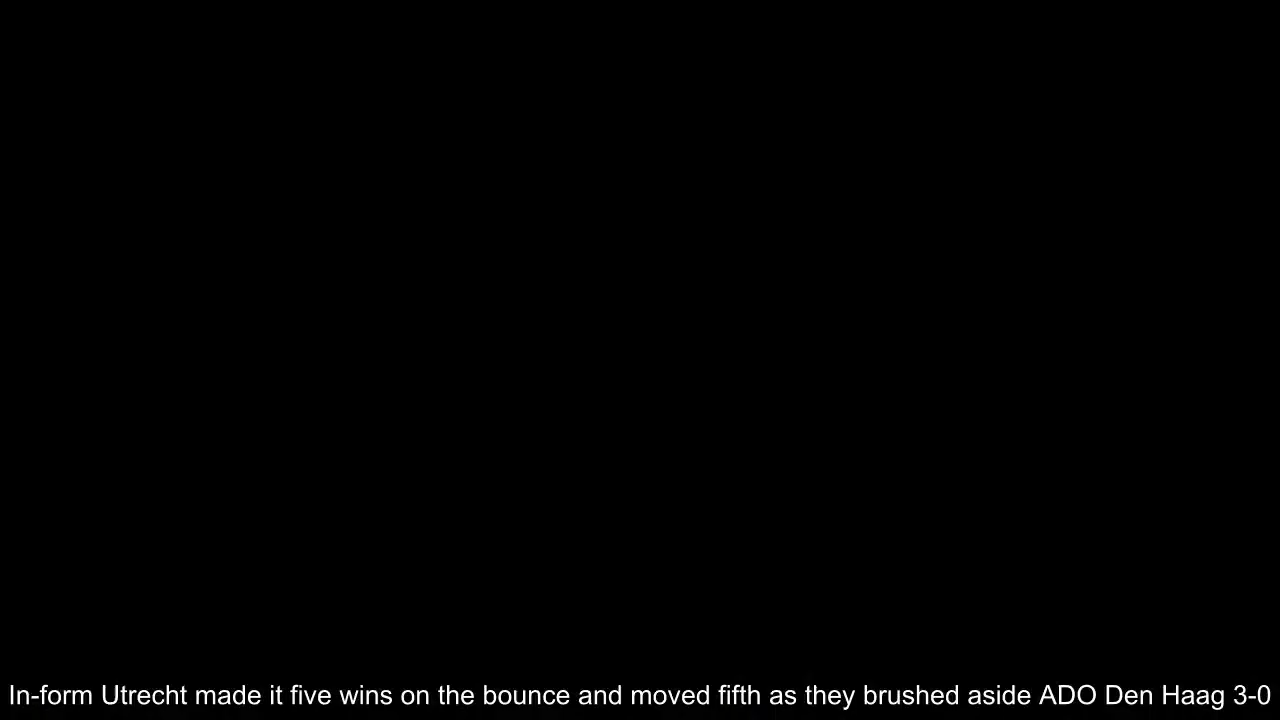 In-form Utrecht made it five wins on the bounce and moved fifth as they brushed aside ADO Den Haag 3-0